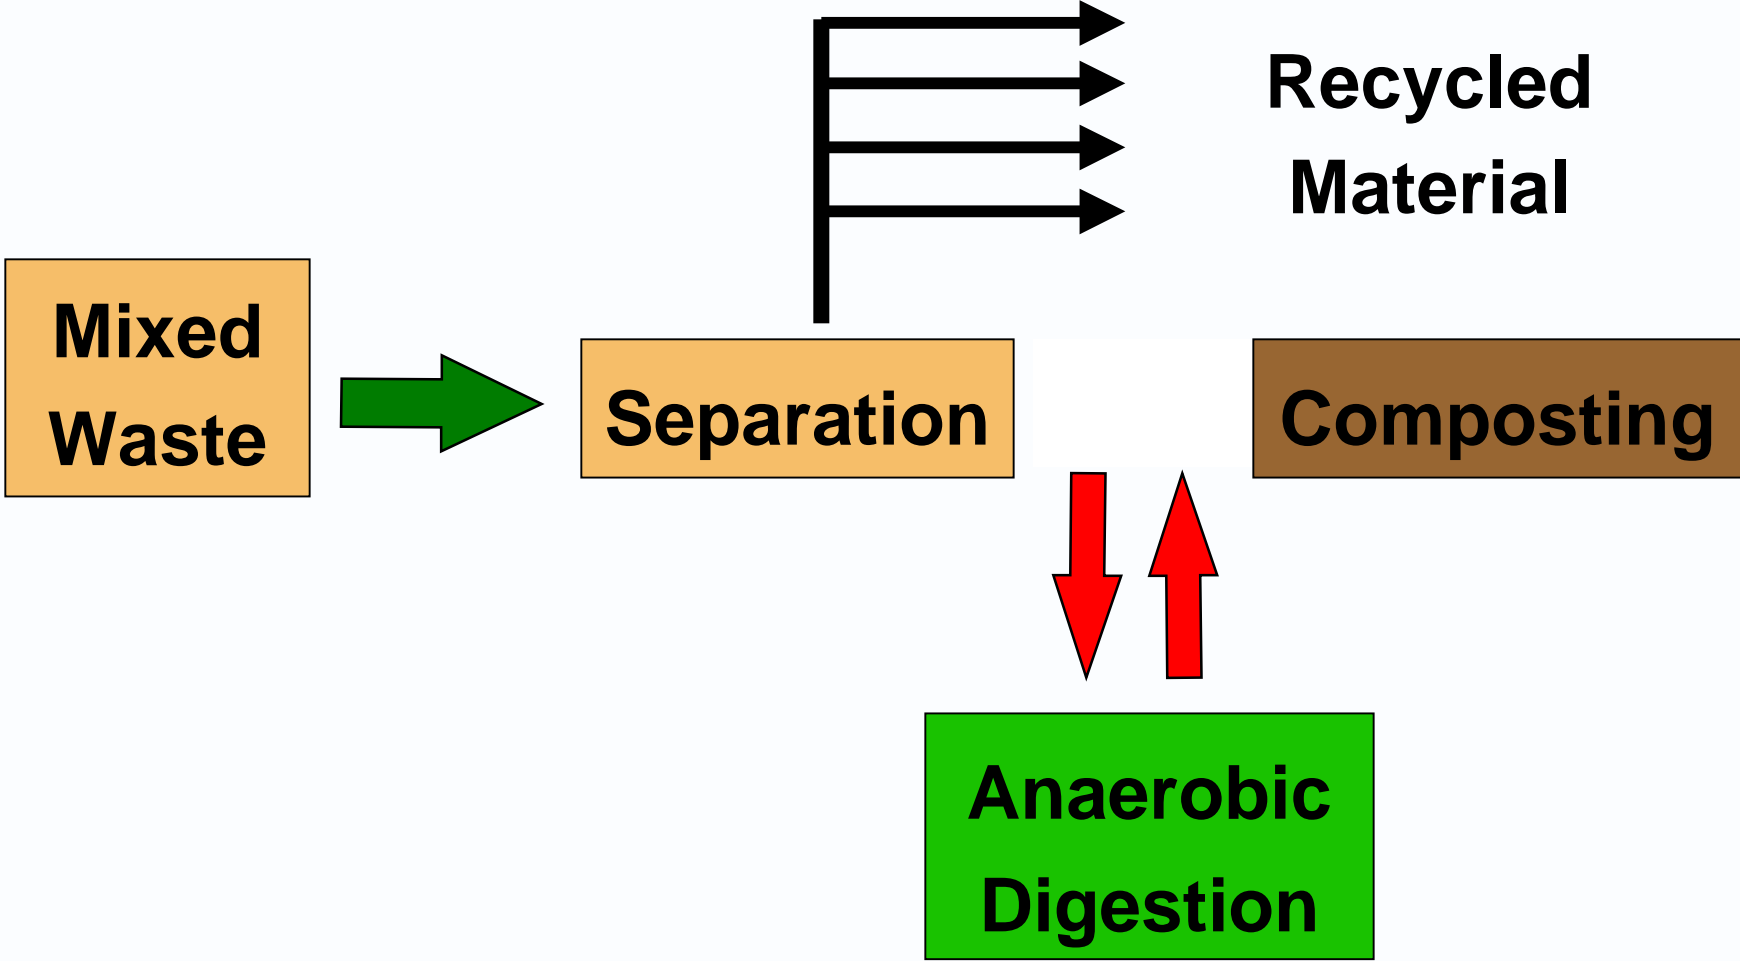 Recycled
Material
Mixed
Waste
Separation
Composting
Anaerobic
Digestion